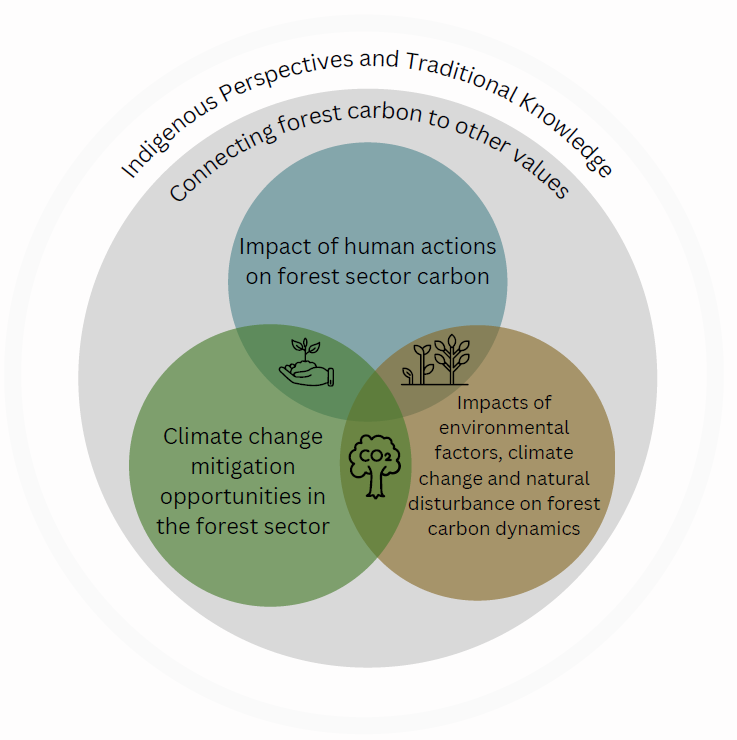 Indigenous Perspectives and Traditional Knowledge
Connecting forest carbon to other values
Impact of human actions
on forest sector carbon
Climate change
mitigation
opportunities in
the forest sector
CO2
Impacts of
environmental
factors, climate
change and natural
disturbance on forest
carbon dynamics